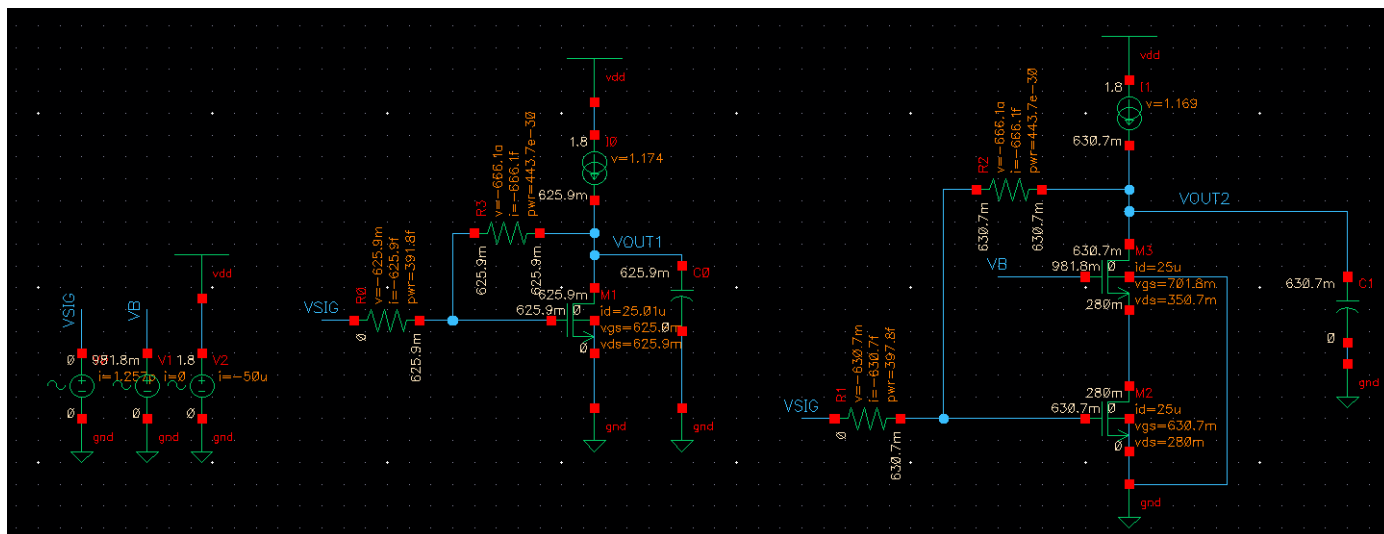 VSIG
VB
vdd
0
981.8m
V1
1.8
V2
i=0
i=-50u
0
0
0
gnd
gnd
gnd
vdd
1.8
I0
v=1.174
625.9m
R3
v=-666.1a
i=-666.1f
pwr=443.7e-30
625.9m
625.9m
VOUT1
R0
v=-625.9m
i=-625.9f
pwr=391.8f
VSIG
0
625.9m
625.9m
M1
625.9m
0
id=25.01u
vgs=625.9m
vds=625.9m
0
625.9m
C0
0
gnd
gnd
vdd
1.8
I1
v=1.169
630.7m
R2
v=-666.1a
i=-666.1f
pwr=443.7e-30
630.7m
630.7m
VOUT2
630.7m
M3
VB
981.8m
0
id=25u
vgs=701.8m
vds=350.7m
280m
630.7m
C1
0
gnd
R1
v=-630.7m
i=-630.7f
pwr=397.8f
VSIG
0
630.7m
280m
M2
630.7m
0
id=25u
vgs=630.7m
vds=280m
0
gnd